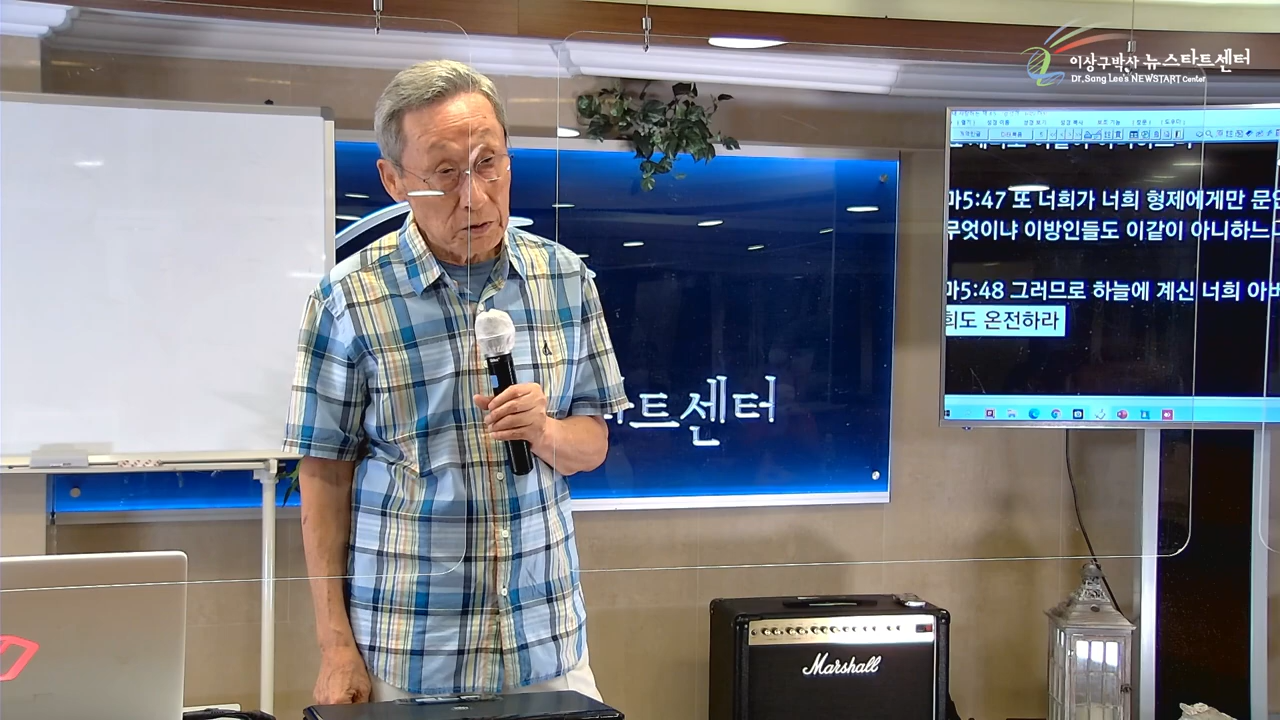 이상구박사 뉴스타트센터
Dr.Sang Lee's NEWSTART Center
마5:47 또 너희가 너희 형제에게만 문안
무엇이냐 이방인들도 이같이 아니하느냐
마5:48 그러므로 하늘에 계신 너희 아버
희도 온전하라
타트센터
Marshall